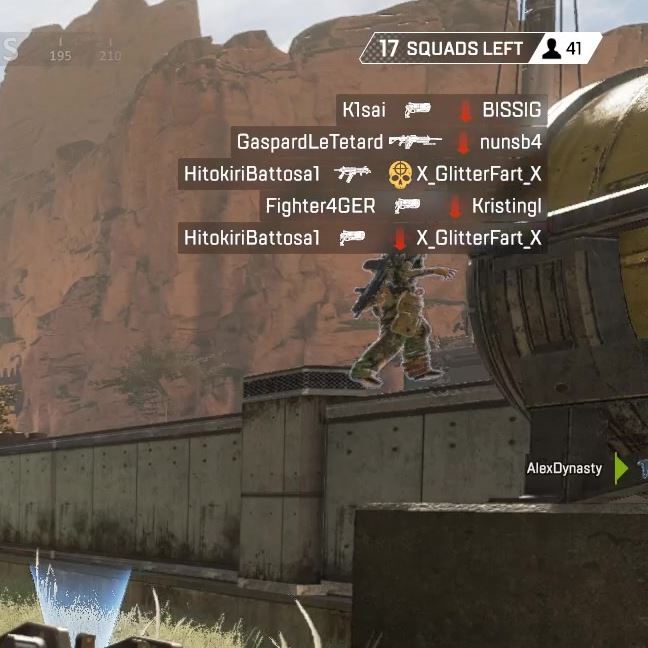 S 195 210
17 SQUADS LEFT 41
K1sai BISSIG
GaspardLeTetard nunsb4
HitokiriBattosa1 X_GlitterFart_X
Fighter4GER Kristingl
HitokiriBattosa1 X_GlitterFart_X
AlexDynasty